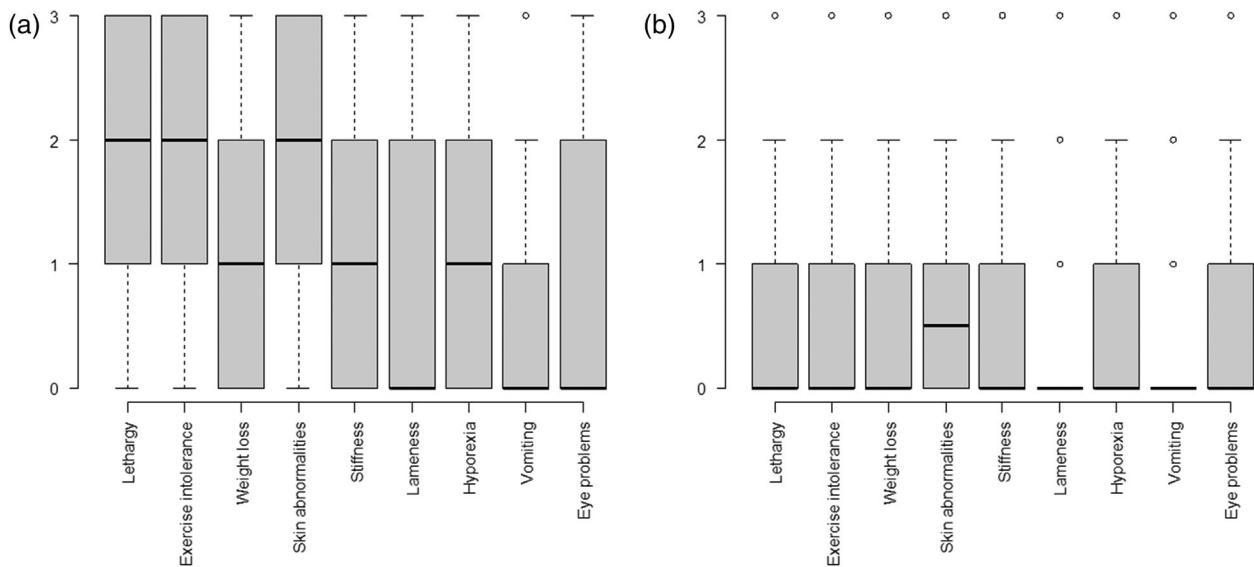 (a)
3
2
1
0
Lethargy
Exercise intolerance
Weight loss
Skin abnormalities
Stiffness
Lameness
Hyporexia
Vomiting
Eye problems
(b)
3
2
1
0
Lethargy
Exercise intolerance
Weight loss
Skin abnormalities
Stiffness
Lameness
Hyporexia
Vomiting
Eye problems